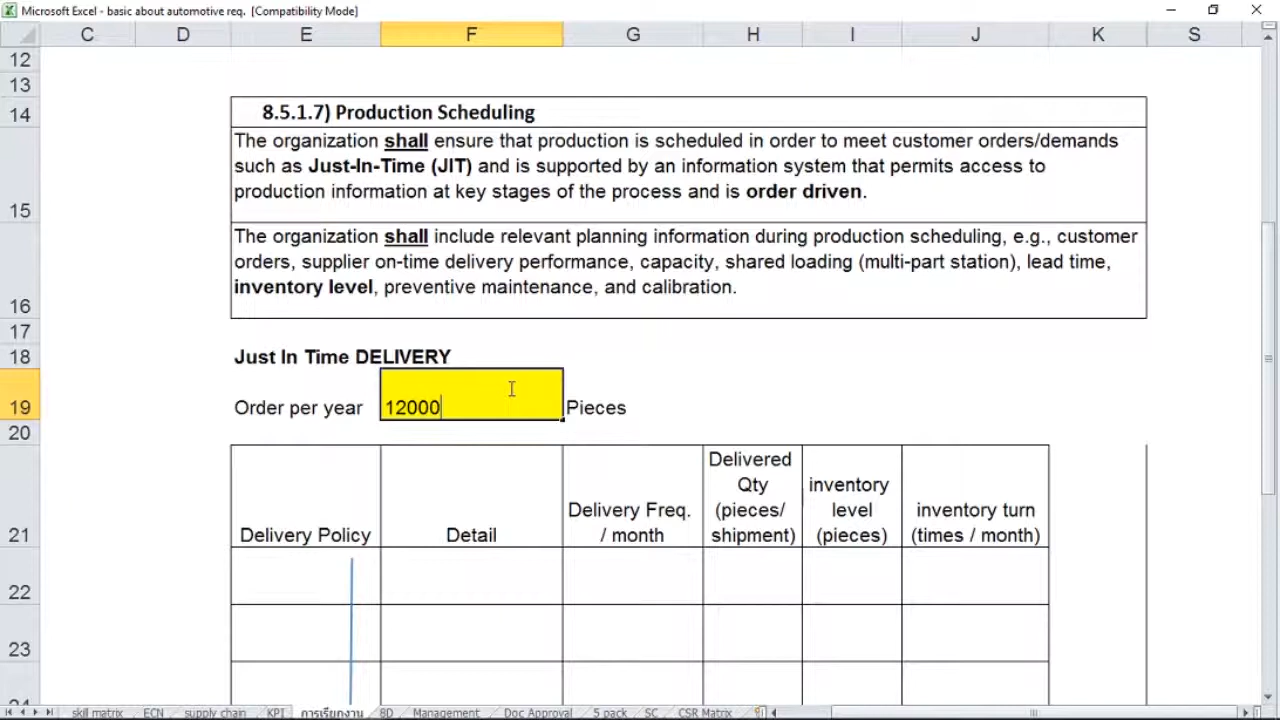 Microsoft Excel - basic about automotive req. [Compatibility Mode]
C D E F G H I J K S
12
13
14 8.5.1.7) Production Scheduling
The organization shall ensure that production is scheduled in order to meet customer orders/demands
such as Just-In-Time (JIT) and is supported by an information system that permits access to
15 production information at key stages of the process and is order driven.
The organization shall include relevant planning information during production scheduling, e.g., customer
orders, supplier on-time delivery performance, capacity, shared loading (multi-part station), lead time,
16 inventory level, preventive maintenance, and calibration.
17
18 Just In Time DELIVERY
19 Order per year 12000 Pieces
20
21 Delivery Policy Detail Delivery Freq. / month Delivered Qty (pieces/ shipment) inventory level (pieces) inventory turn (times / month)
22
23
24
skill matrix ECN supply chain KPI การเรียกงาน 8D Management Doc Approval 5 pack SC CSR Matrix